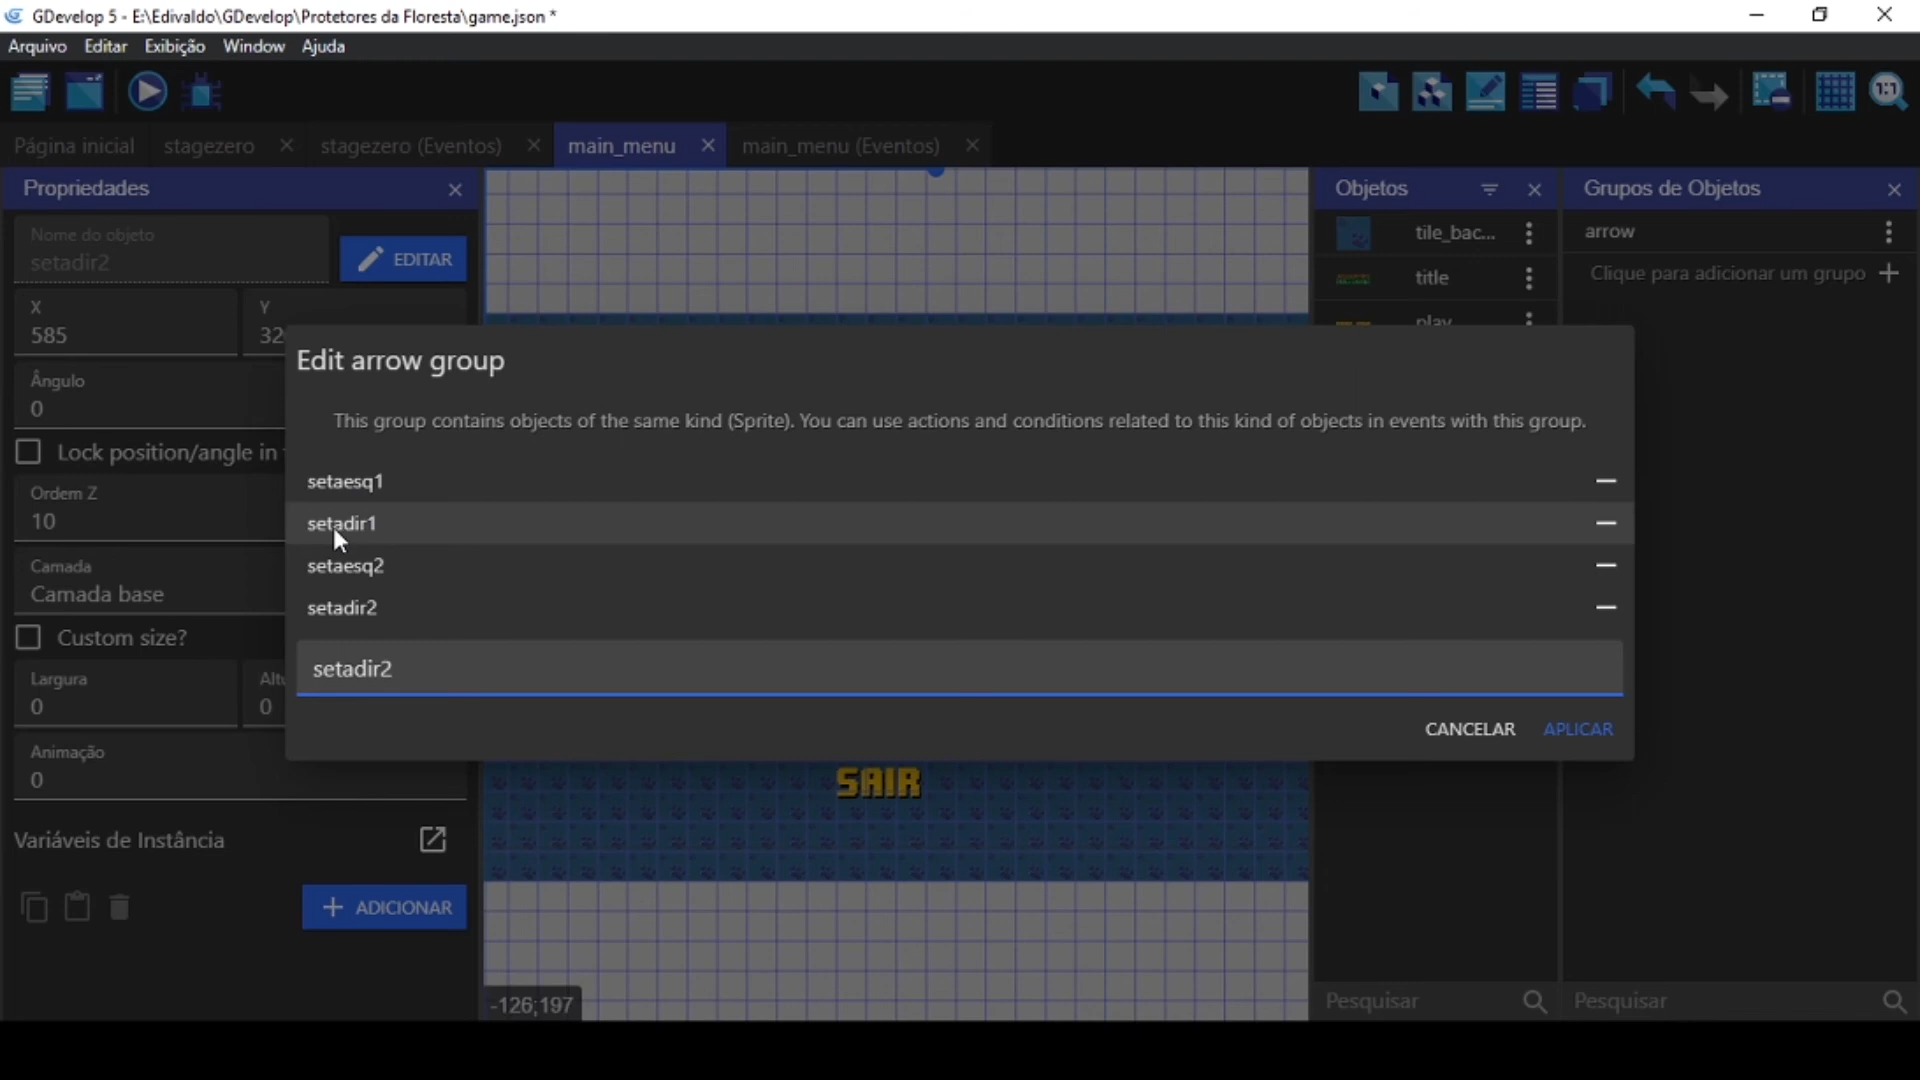 GDevelop 5 - E:\Edivaldo\GDevelop\Protetores da Floresta\game.json *
Arquivo Editar Exibição Window Ajuda
1:1
Página inicial stagezero stagezero (Eventos) main_menu main_menu (Eventos)
Propriedades
Objetos
Grupos de Objetos
Nome do objeto
setadir2
EDITAR
tile_bac...
title
play
arrow
Clique para adicionar um grupo
X
585
Y
Ângulo
0
Lock position/angle in
Ordem Z
10
Camada
Camada base
Custom size?
Largura
0
0
Animação
0
Variáveis de Instância
ADICIONAR
Edit arrow group
This group contains objects of the same kind (Sprite). You can use actions and conditions related to this kind of objects in events with this group.
setaesq1
setadir1
setaesq2
setadir2
setadir2
CANCELAR APLICAR
SAIR
-126;197
Pesquisar
Pesquisar